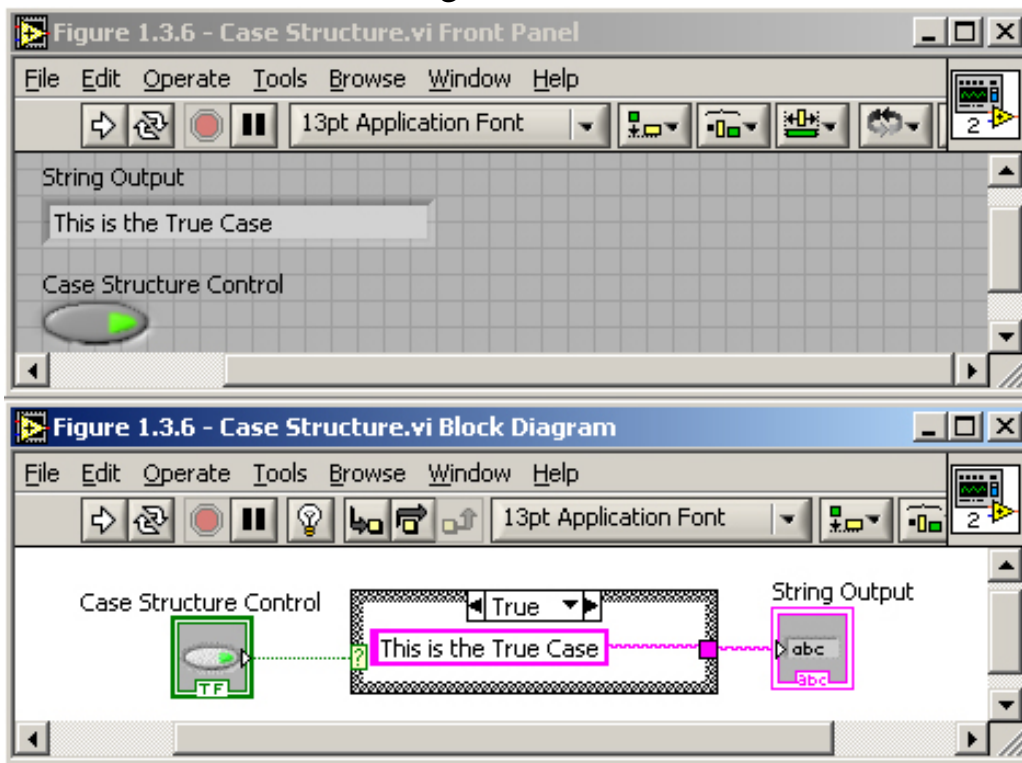 Figure 1.3.6 - Case Structure.vi Front Panel
File Edit Operate Tools Browse Window Help
13pt Application Font
2
String Output
This is the True Case
Case Structure Control
Figure 1.3.6 - Case Structure.vi Block Diagram
File Edit Operate Tools Browse Window Help
13pt Application Font
2
Case Structure Control
True
String Output
?
This is the True Case
abc
TF
abc